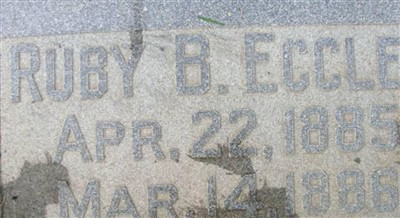 RUBY B. ECCLE
APR. 22, 1885
MAR. 14, 1886